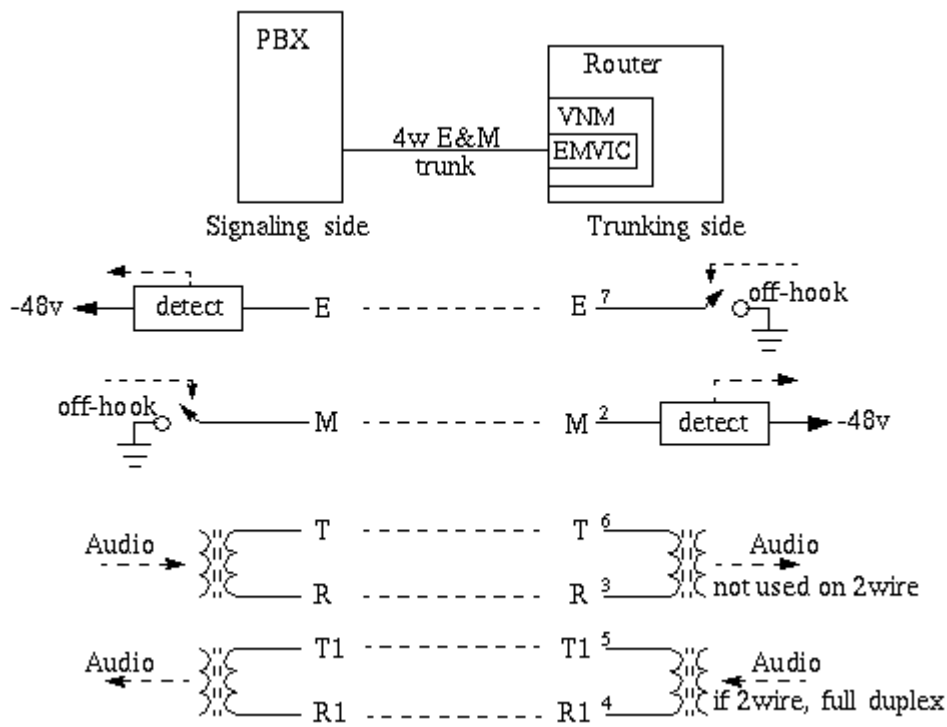 PBX
Router
VNM
EMVIC
4w E&M
trunk
Signaling side
Trunking side
-48v
detect
E
E
7
off-hook
off-hook
M
M
2
detect
-48v
Audio
T
T
6
Audio
R
R
3
not used on 2wire
Audio
T1
T1
5
Audio
R1
R1
4
if 2wire, full duplex